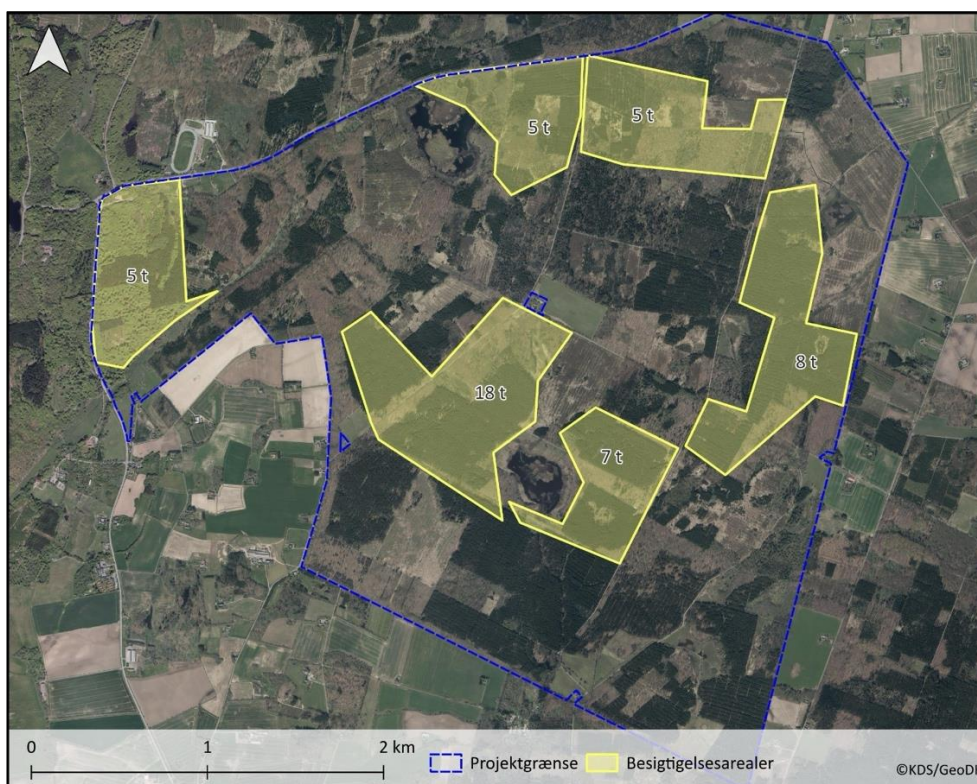 5 t
5 t
5 t
18 t
8 t
7 t
0 1 2 km
Projektgrænse
Besigtigelsesarealer
©KDS/GeoD